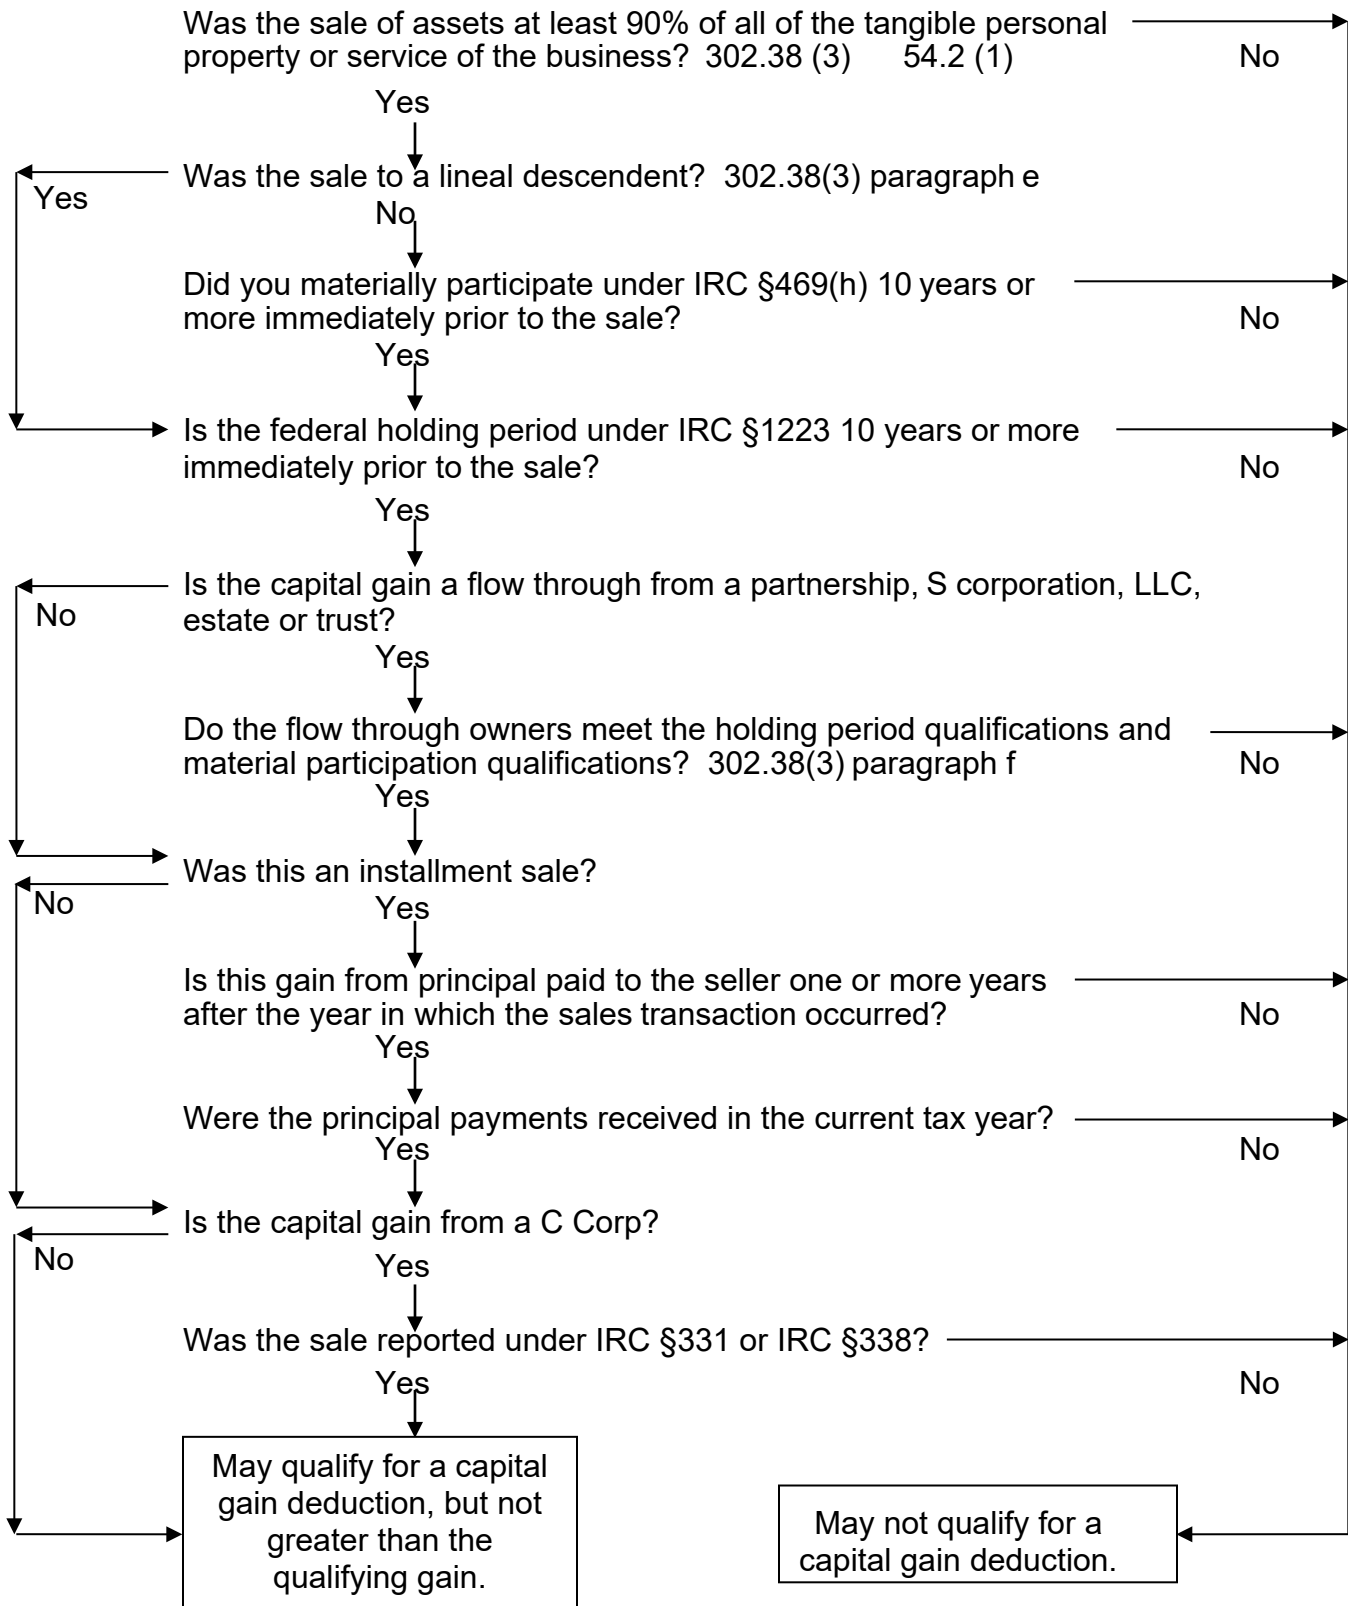 Was the sale of assets at least 90% of all of the tangible personal
property or service of the business?  302.38 (3)      54.2 (1)
No
Yes
Was the sale to a lineal descendent?  302.38(3) paragraph e
Yes
No
Did you materially participate under IRC §469(h) 10 years or
more immediately prior to the sale?
No
Yes
Is the federal holding period under IRC §1223 10 years or more
immediately prior to the sale?
No
Yes
Is the capital gain a flow through from a partnership, S corporation, LLC,
estate or trust?
No
Yes
Do the flow through owners meet the holding period qualifications and
material participation qualifications?  302.38(3) paragraph f
No
Yes
Was this an installment sale?
No
Yes
Is this gain from principal paid to the seller one or more years
after the year in which the sales transaction occurred?
No
Yes
Were the principal payments received in the current tax year?
Yes
No
Is the capital gain from a C Corp?
No
Yes
Was the sale reported under IRC §331 or IRC §338?
Yes
No
May qualify for a capital
gain deduction, but not
greater than the
qualifying gain.
May not qualify for a
capital gain deduction.